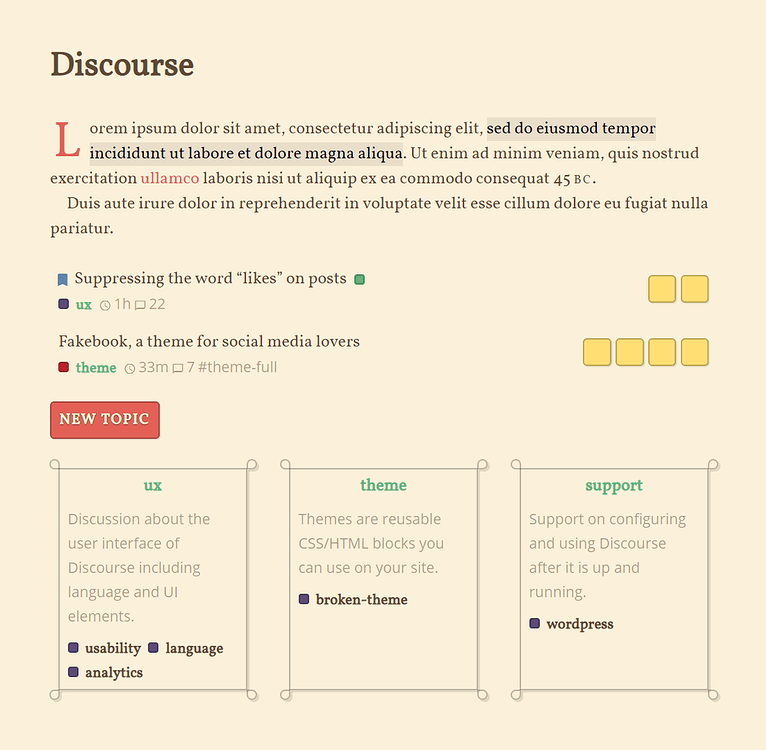 Discourse
Lorem ipsum dolor sit amet, consectetur adipiscing elit, sed do eiusmod tempor
incididunt ut labore et dolore magna aliqua. Ut enim ad minim veniam, quis nostrud
exercitation ullamco laboris nisi ut aliquip ex ea commodo consequat 45 BC.
Duis aute irure dolor in reprehenderit in voluptate velit esse cillum dolore eu fugiat nulla
pariatur.
Suppressing the word “likes” on posts
ux 1h 22
Fakebook, a theme for social media lovers
theme 33m 7 #theme-full
NEW TOPIC
ux
Discussion about the
user interface of
Discourse including
language and UI
elements.
usability language
analytics
theme
Themes are reusable
CSS/HTML blocks you
can use on your site.
broken-theme
support
Support on configuring
and using Discourse
after it is up and
running.
wordpress